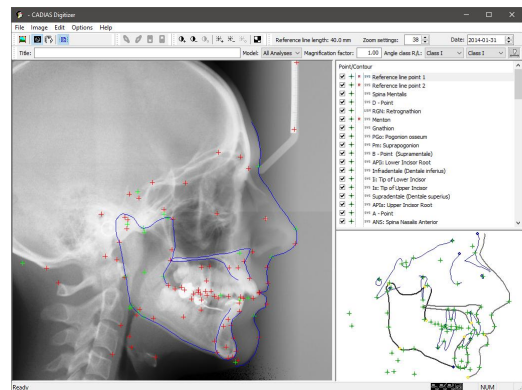 - CADIAS Digitizer
File Image Edit Options Help
Reference line length: 40.0 mm Zoom settings: 38 Date: 2014-01-31
Title: Model: All Analyses Magnification factor: 1.00 Angle class R/L: Class I Class I
Point/Contour
Reference line point 1
Reference line point 2
Spina Mentalis
D - Point
RGN: Retrognathion
Menton
Gnathion
PGo: Pogonion osseum
Pm: Suprapogonion
B - Point (Supramentale)
APIi: Lower Incisor Root
Infradentale (Dentale inferius)
Ii: Tip of Lower Incisor
Is: Tip of Upper Incisor
Supradentale (Dentale superius)
APIs: Upper Incisor Root
A - Point
ANS: Spina Nasalis Anterior
Ready NUM